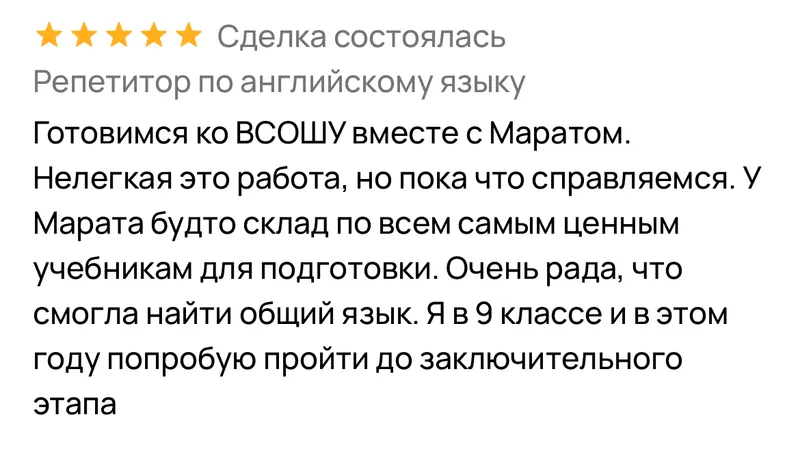 Сделка состоялась
Репетитор по английскому языку
Готовимся ко ВСОШУ вместе с Маратом.
Нелегкая это работа, но пока что справляемся. У
Марата будто склад по всем самым ценным
учебникам для подготовки. Очень рада, что
смогла найти общий язык. Я в 9 классе и в этом
году попробую пройти до заключительного
этапа